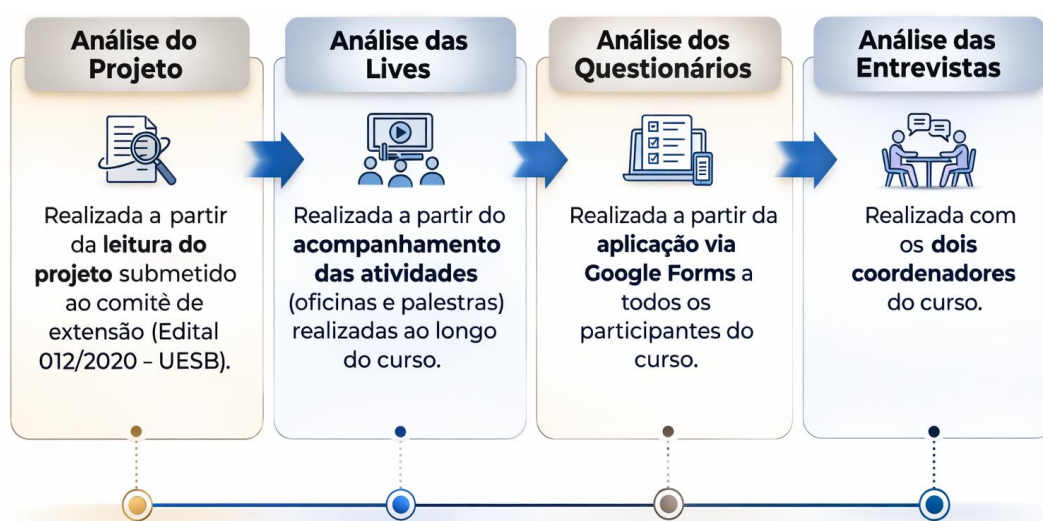 Análise do
Projeto
Realizada a partir
da leitura do
projeto submetido
ao comitè de
extensão (Edital
012/2020 – UESB).
Análise das
Lives
Realizada a partir do
acompanhamento
das atividades
(oficinas e palestras)
realizadas ao longo
do curso.
Análise dos
Questionários
Realizada a partir da
aplicação via
Google Forms a
todos os
participantes do
curso.
Análise das
Entrevistas
Realizada com
os dois
coordenadores
do curso.